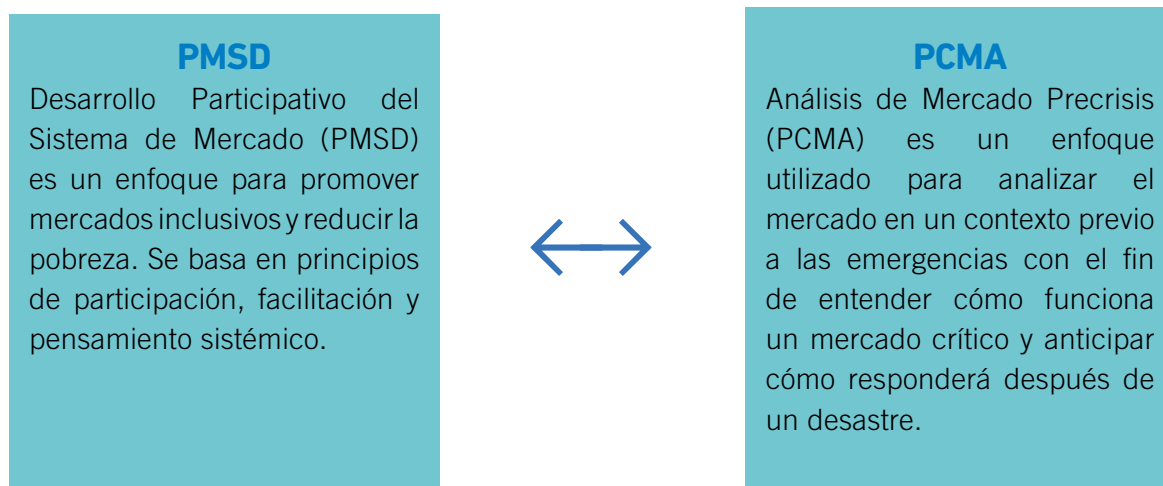 PMSD
Desarrollo Participativo del
Sistema de Mercado (PMSD)
es un enfoque para promover
mercados inclusivos y reducir la
pobreza. Se basa en principios
de participación, facilitación y
pensamiento sistémico.
PCMA
Análisis de Mercado Precrisis
(PCMA) es un enfoque
utilizado para analizar el
mercado en un contexto previo
a las emergencias con el fin
de entender cómo funciona
un mercado crítico y anticipar
cómo responderá después de
un desastre.